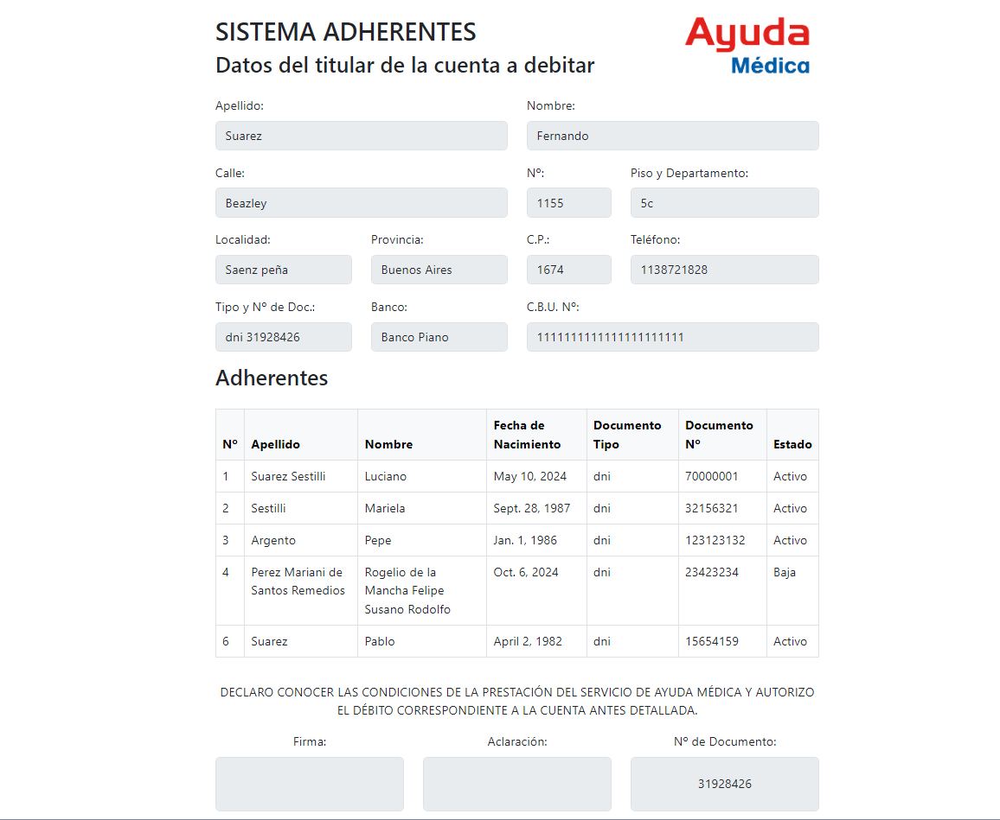 SISTEMA ADHERENTES
Ayuda
Médica
Datos del titular de la cuenta a debitar
Apellido: Nombre:
Suarez Fernando
Calle: Nº: Piso y Departamento:
Beazley 1155 5c
Localidad: Provincia: C.P.: Teléfono:
Saenz peña Buenos Aires 1674 1138721828
Tipo y Nº de Doc.: Banco: C.B.U. Nº:
dni 31928426 Banco Piano 1111111111111111111111
Adherentes
Nº Apellido Nombre Fecha de Nacimiento Documento Tipo Documento Nº Estado
1 Suarez Sestilli Luciano May 10, 2024 dni 70000001 Activo
2 Sestilli Mariela Sept. 28, 1987 dni 32156321 Activo
3 Argento Pepe Jan. 1, 1986 dni 123123132 Activo
4 Perez Mariani de Santos Remedios Rogelio de la Mancha Felipe Susano Rodolfo Oct. 6, 2024 dni 23423234 Baja
6 Suarez Pablo April 2, 1982 dni 15654159 Activo
DECLARO CONOCER LAS CONDICIONES DE LA PRESTACIÓN DEL SERVICIO DE AYUDA MÉDICA Y AUTORIZO
EL DÉBITO CORRESPONDIENTE A LA CUENTA ANTES DETALLADA.
Firma: Aclaración: Nº de Documento:
31928426